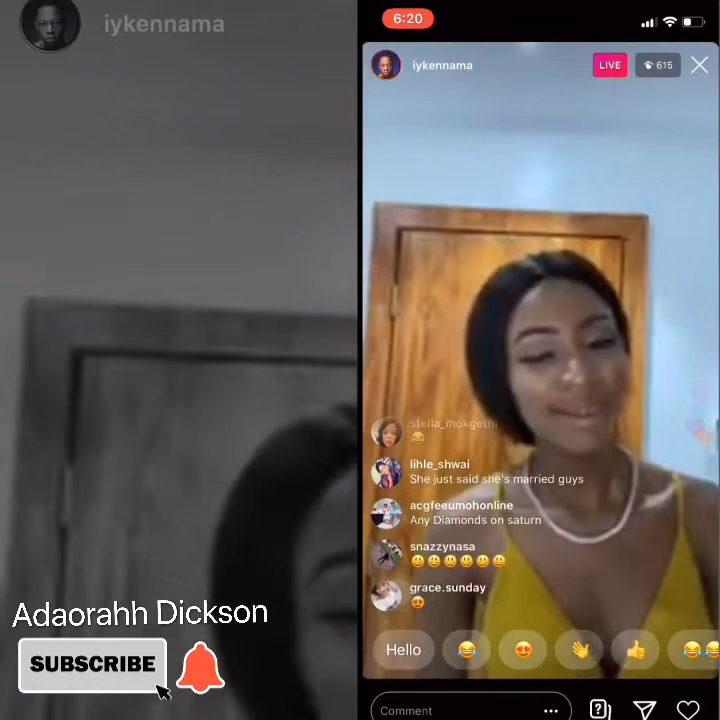 iykennama
6:20
iykennama
LIVE
615
stella_mokgethi
lihle_shwai
She just said she's married guys
acgfeeumohonline
Any Diamonds on saturn
snazzynasa
grace.sunday
Hello
Comment
Adaorahh Dickson
SUBSCRIBE